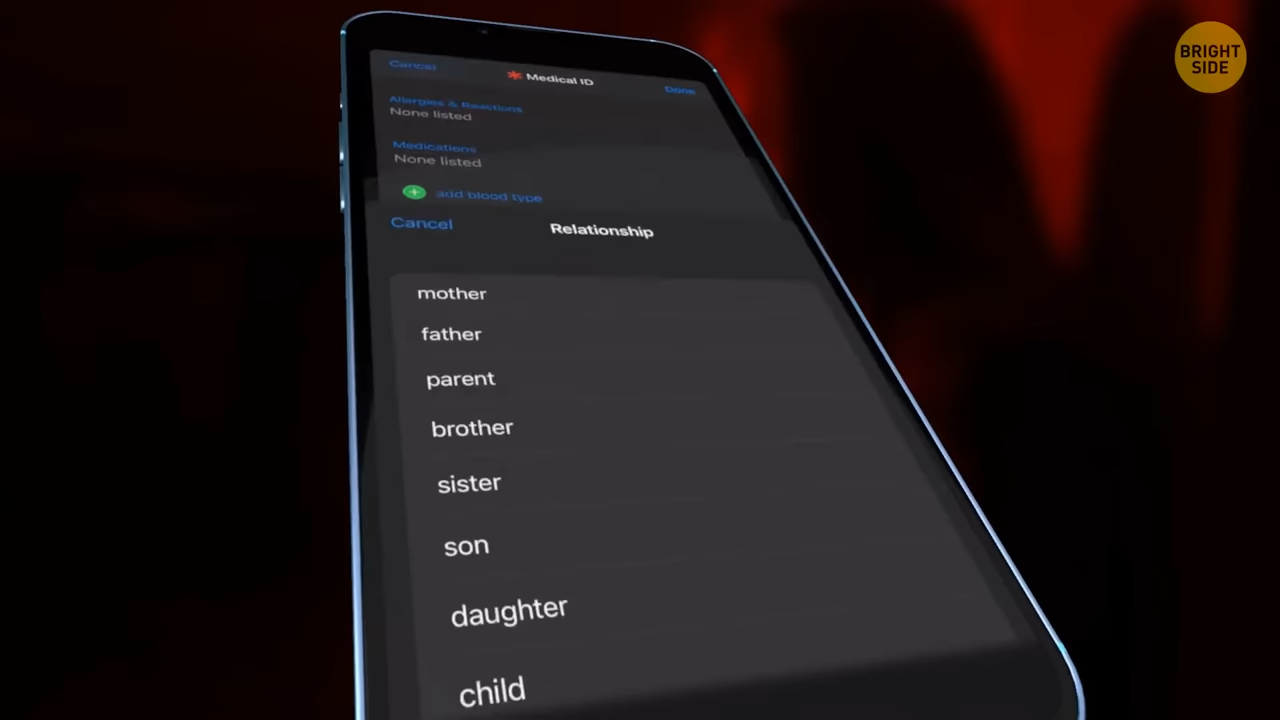 BRIGHT
SIDE
Cancel
Medical ID
Done
Allergies & Reactions
None listed
Medications
None listed
add blood type
Cancel
Relationship
mother
father
parent
brother
sister
son
daughter
child